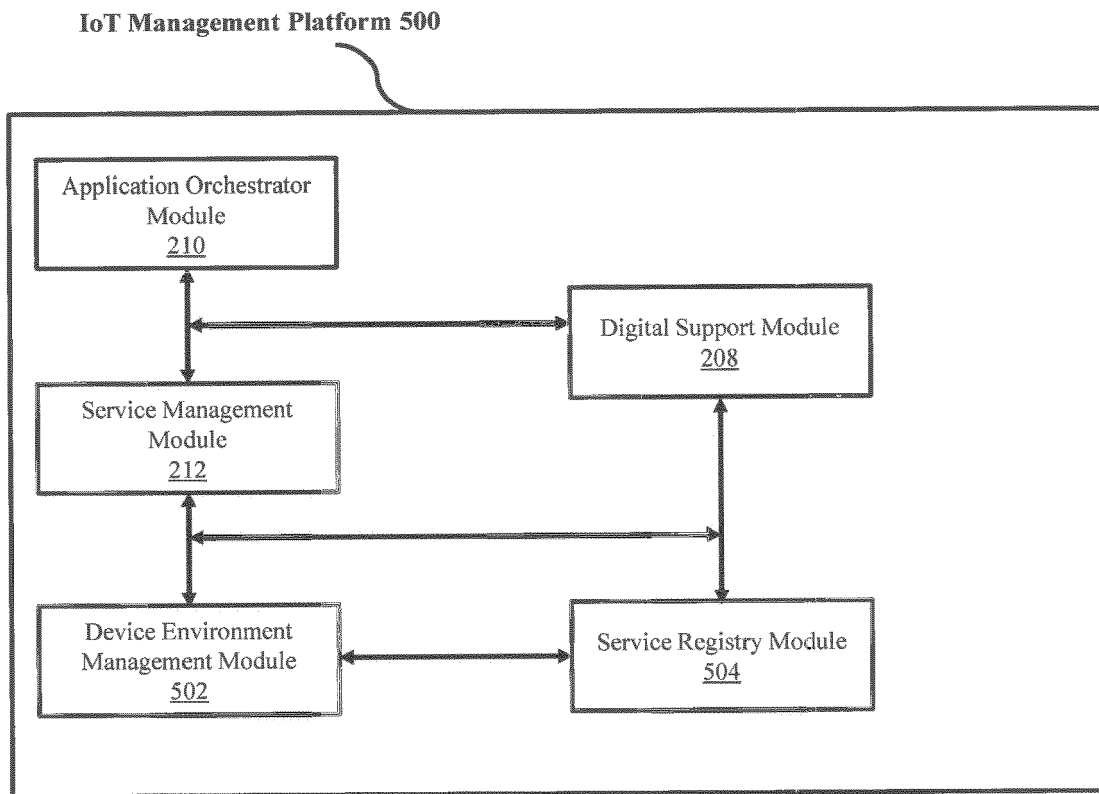 IoT Management Platform 500
Application Orchestrator
Module
210
Digital Support Module
208
Service Management
Module
212
Device Environment
Management Module
502
Service Registry Module
504